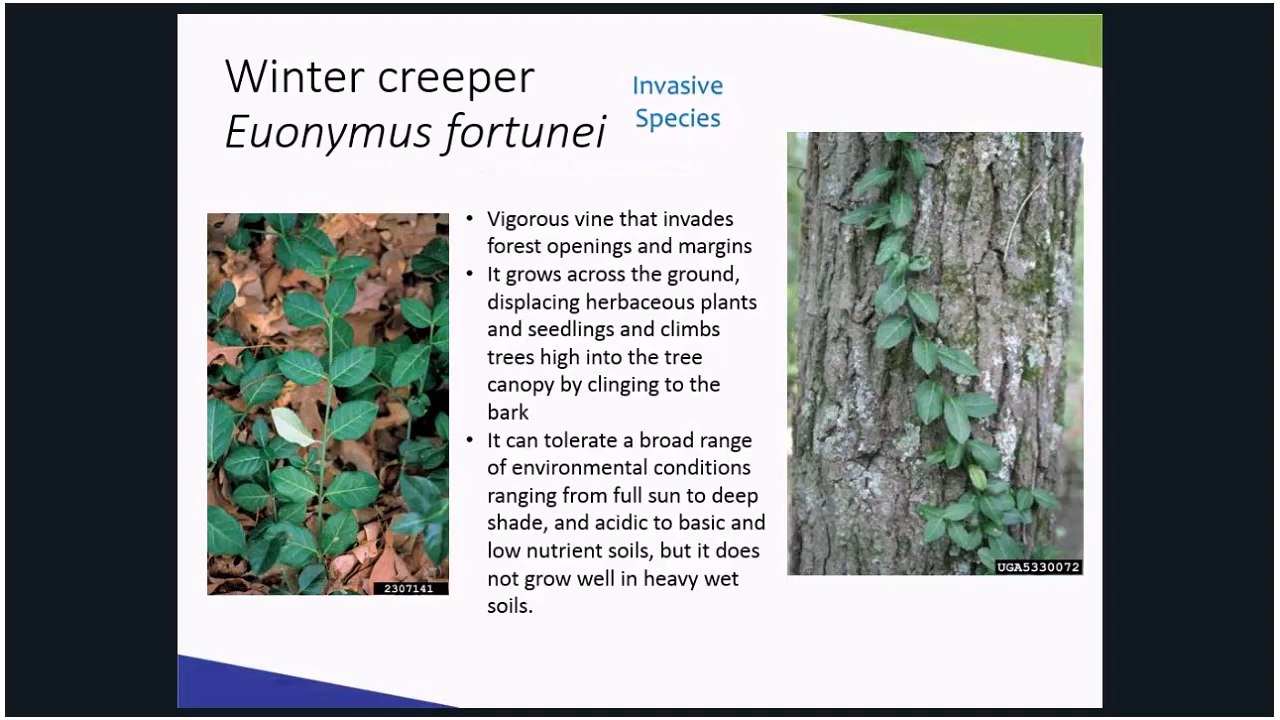 Winter creeper
Euonymus fortunei
Invasive
Species
• Vigorous vine that invades
forest openings and margins
• It grows across the ground,
displacing herbaceous plants
and seedlings and climbs
trees high into the tree
canopy by clinging to the
bark
• It can tolerate a broad range
of environmental conditions
ranging from full sun to deep
shade, and acidic to basic and
low nutrient soils, but it does
not grow well in heavy wet
soils.
2307141
UGA5330072